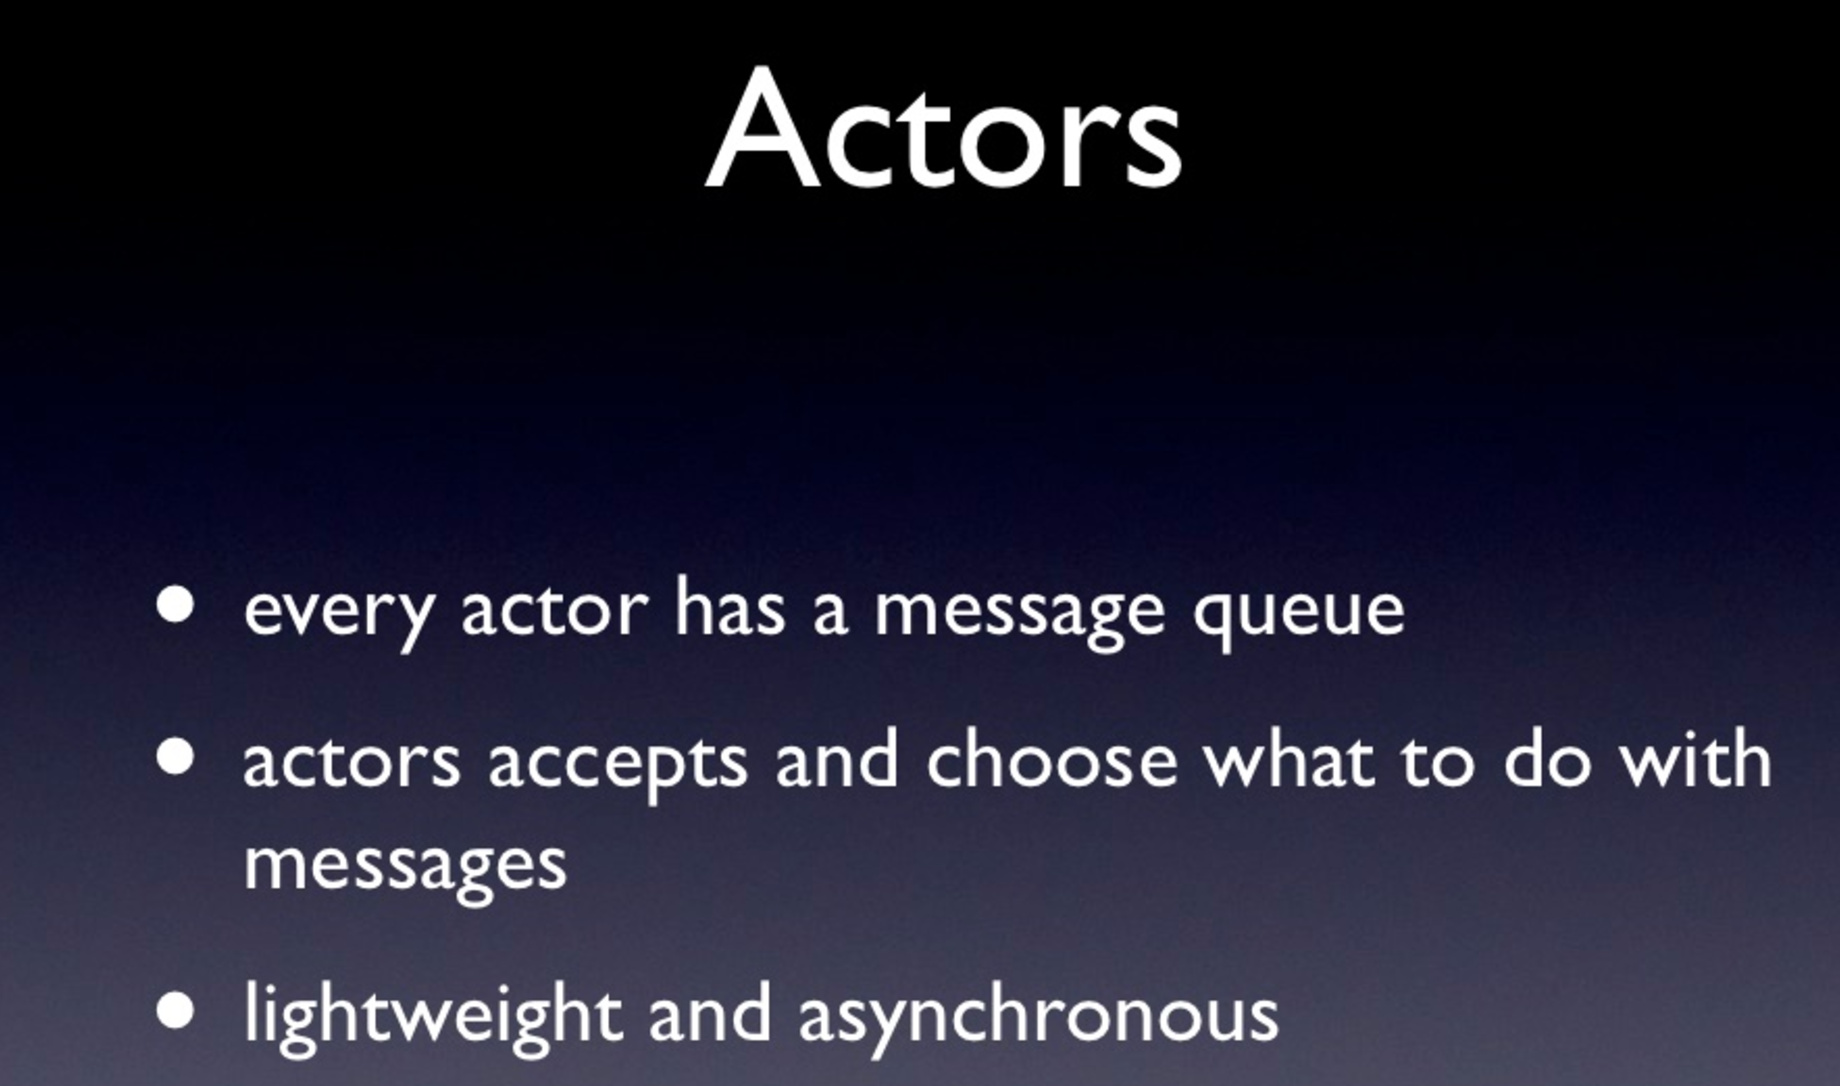 Actors
• every actor has a message queue
• actors accepts and choose what to do with
messages
• lightweight and asynchronous